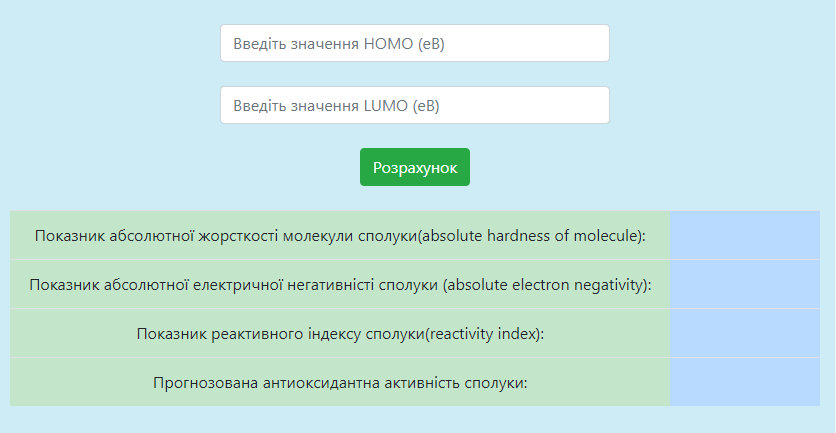 Введіть значення HOMO (еВ)
Введіть значення LUMO (еВ)
Розрахунок
Показник абсолютної жорсткості молекули сполуки(absolute hardness of molecule):
Показник абсолютної електричної негативністі сполуки (absolute electron negativity):
Показник реактивного індексу сполуки(reactivity index):
Прогнозована антиоксидантна активність сполуки: